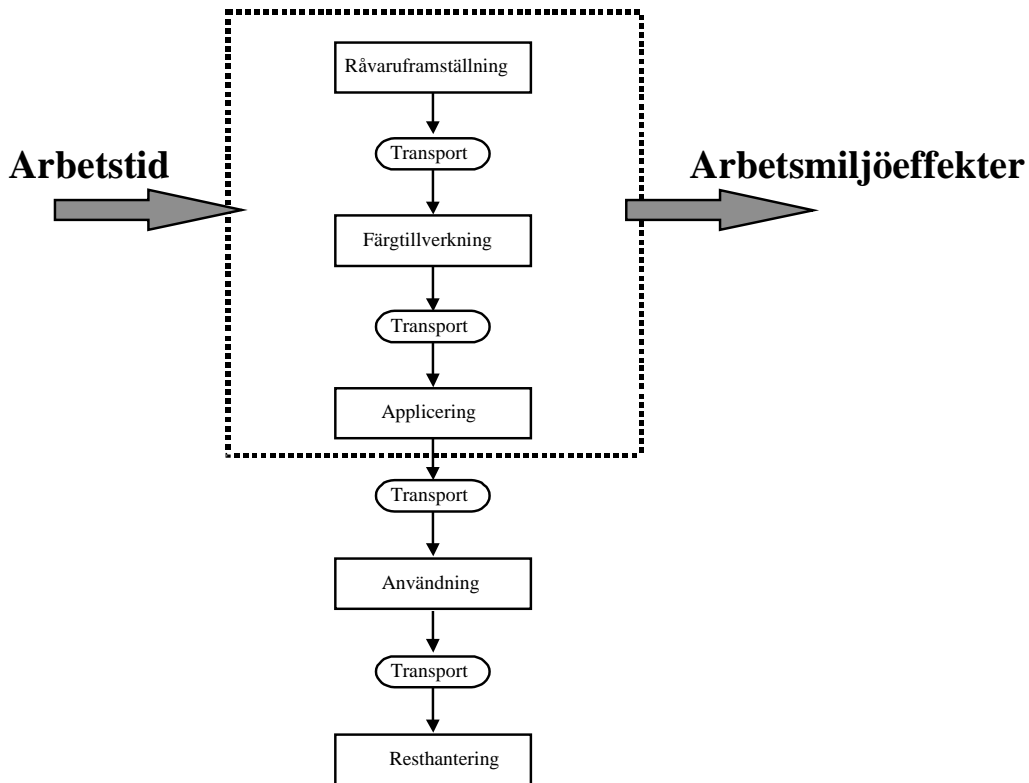 Råvaruframställning
Transport
Arbetstid
Arbetsmiljöeffekter
Färgtillverkning
Transport
Applicering
Transport
Användning
Transport
Resthantering